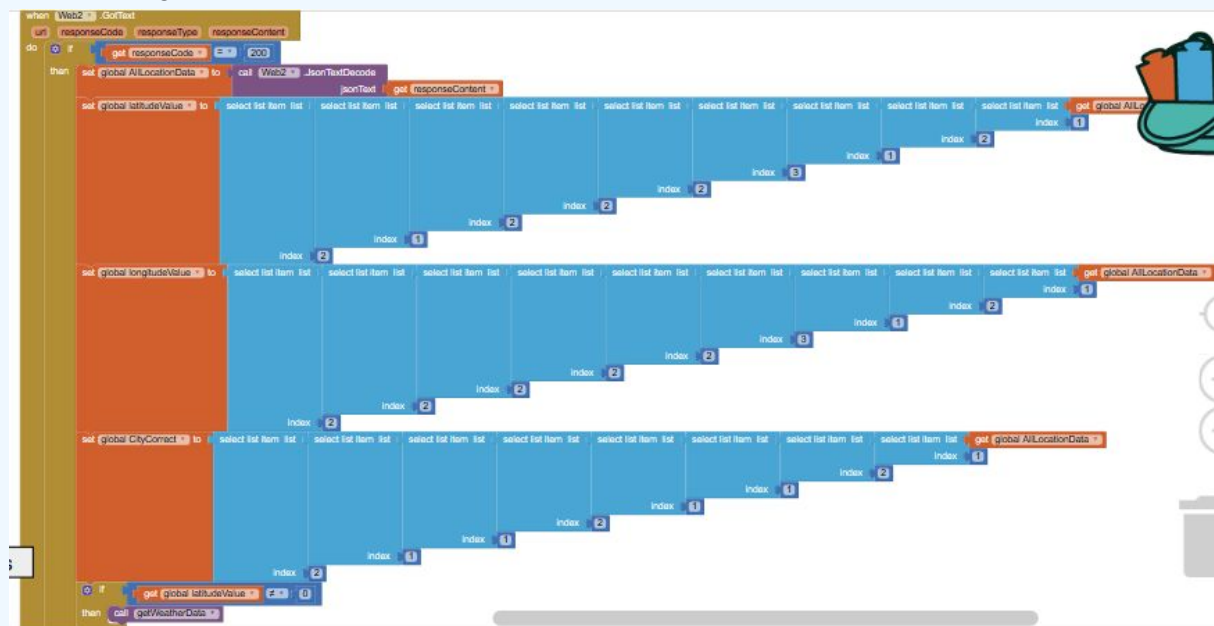 when Web2 .GotText
url responseCode responseType responseContent
do if get responseCode = 200
then set global AllLocationData to call Web2 .JsonTextDecode
jsonText get responseContent
set global latitudeValue to select list item list select list item list select list item list select list item list select list item list select list item list select list item list select list item list select list item list get global AllLo
index 1
index 2
index 1
index 3
index 2
index 2
index 2
index 1
index 2
set global longitudeValue to select list item list select list item list select list item list select list item list select list item list select list item list select list item list select list item list select list item list get global AllLocationData
index 1
index 2
index 1
index 3
index 2
index 2
index 2
index 2
index 2
set global CityCorrect to select list item list select list item list select list item list select list item list select list item list select list item list select list item list select list item list get global AllLocationData
index 1
index 2
index 1
index 1
index 2
index 1
index 1
index 2
s
if get global latitudeValue ≠ 0
then call getWeatherData